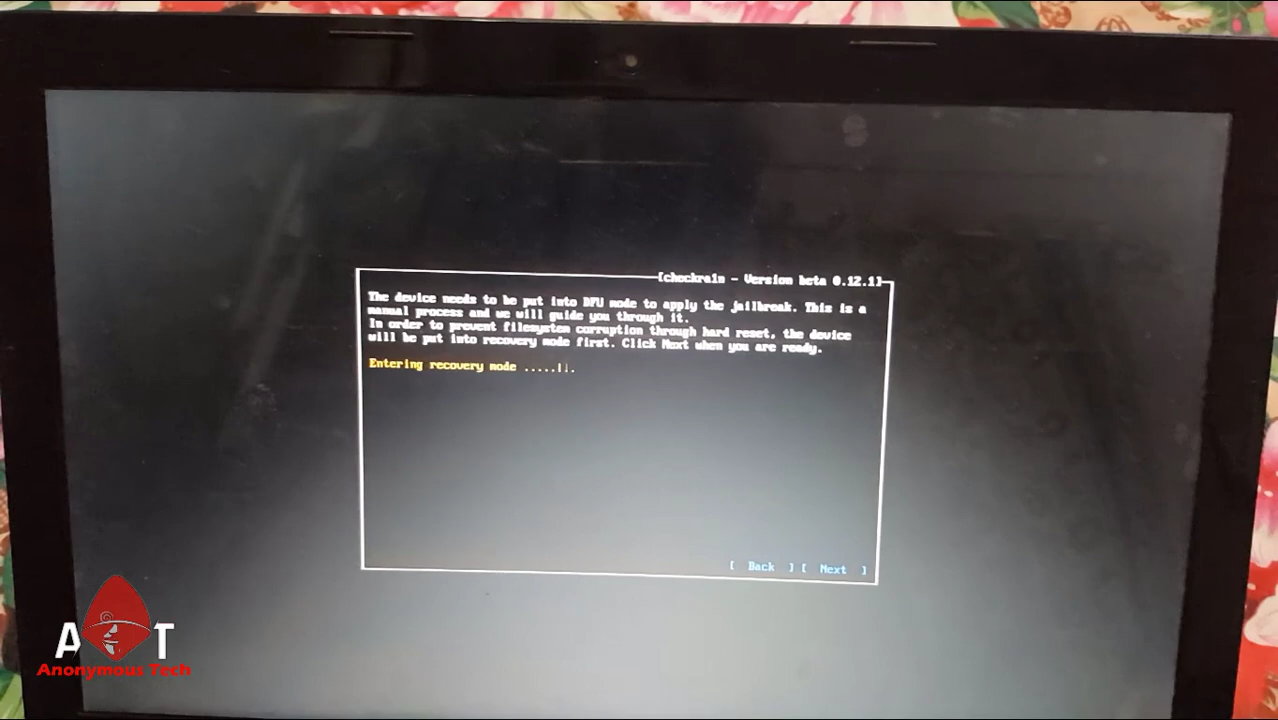 [checkra1n - Version beta 0.12.1]
The device needs to be put into DFU mode to apply the jailbreak. This is a
manual process and we will guide you through it.
In order to prevent filesystem corruption through hard reset, the device
will be put into recovery mode first. Click Next when you are ready.
Entering recovery mode .....||.
[ Back ][ Next ]
A T
Anonymous Tech